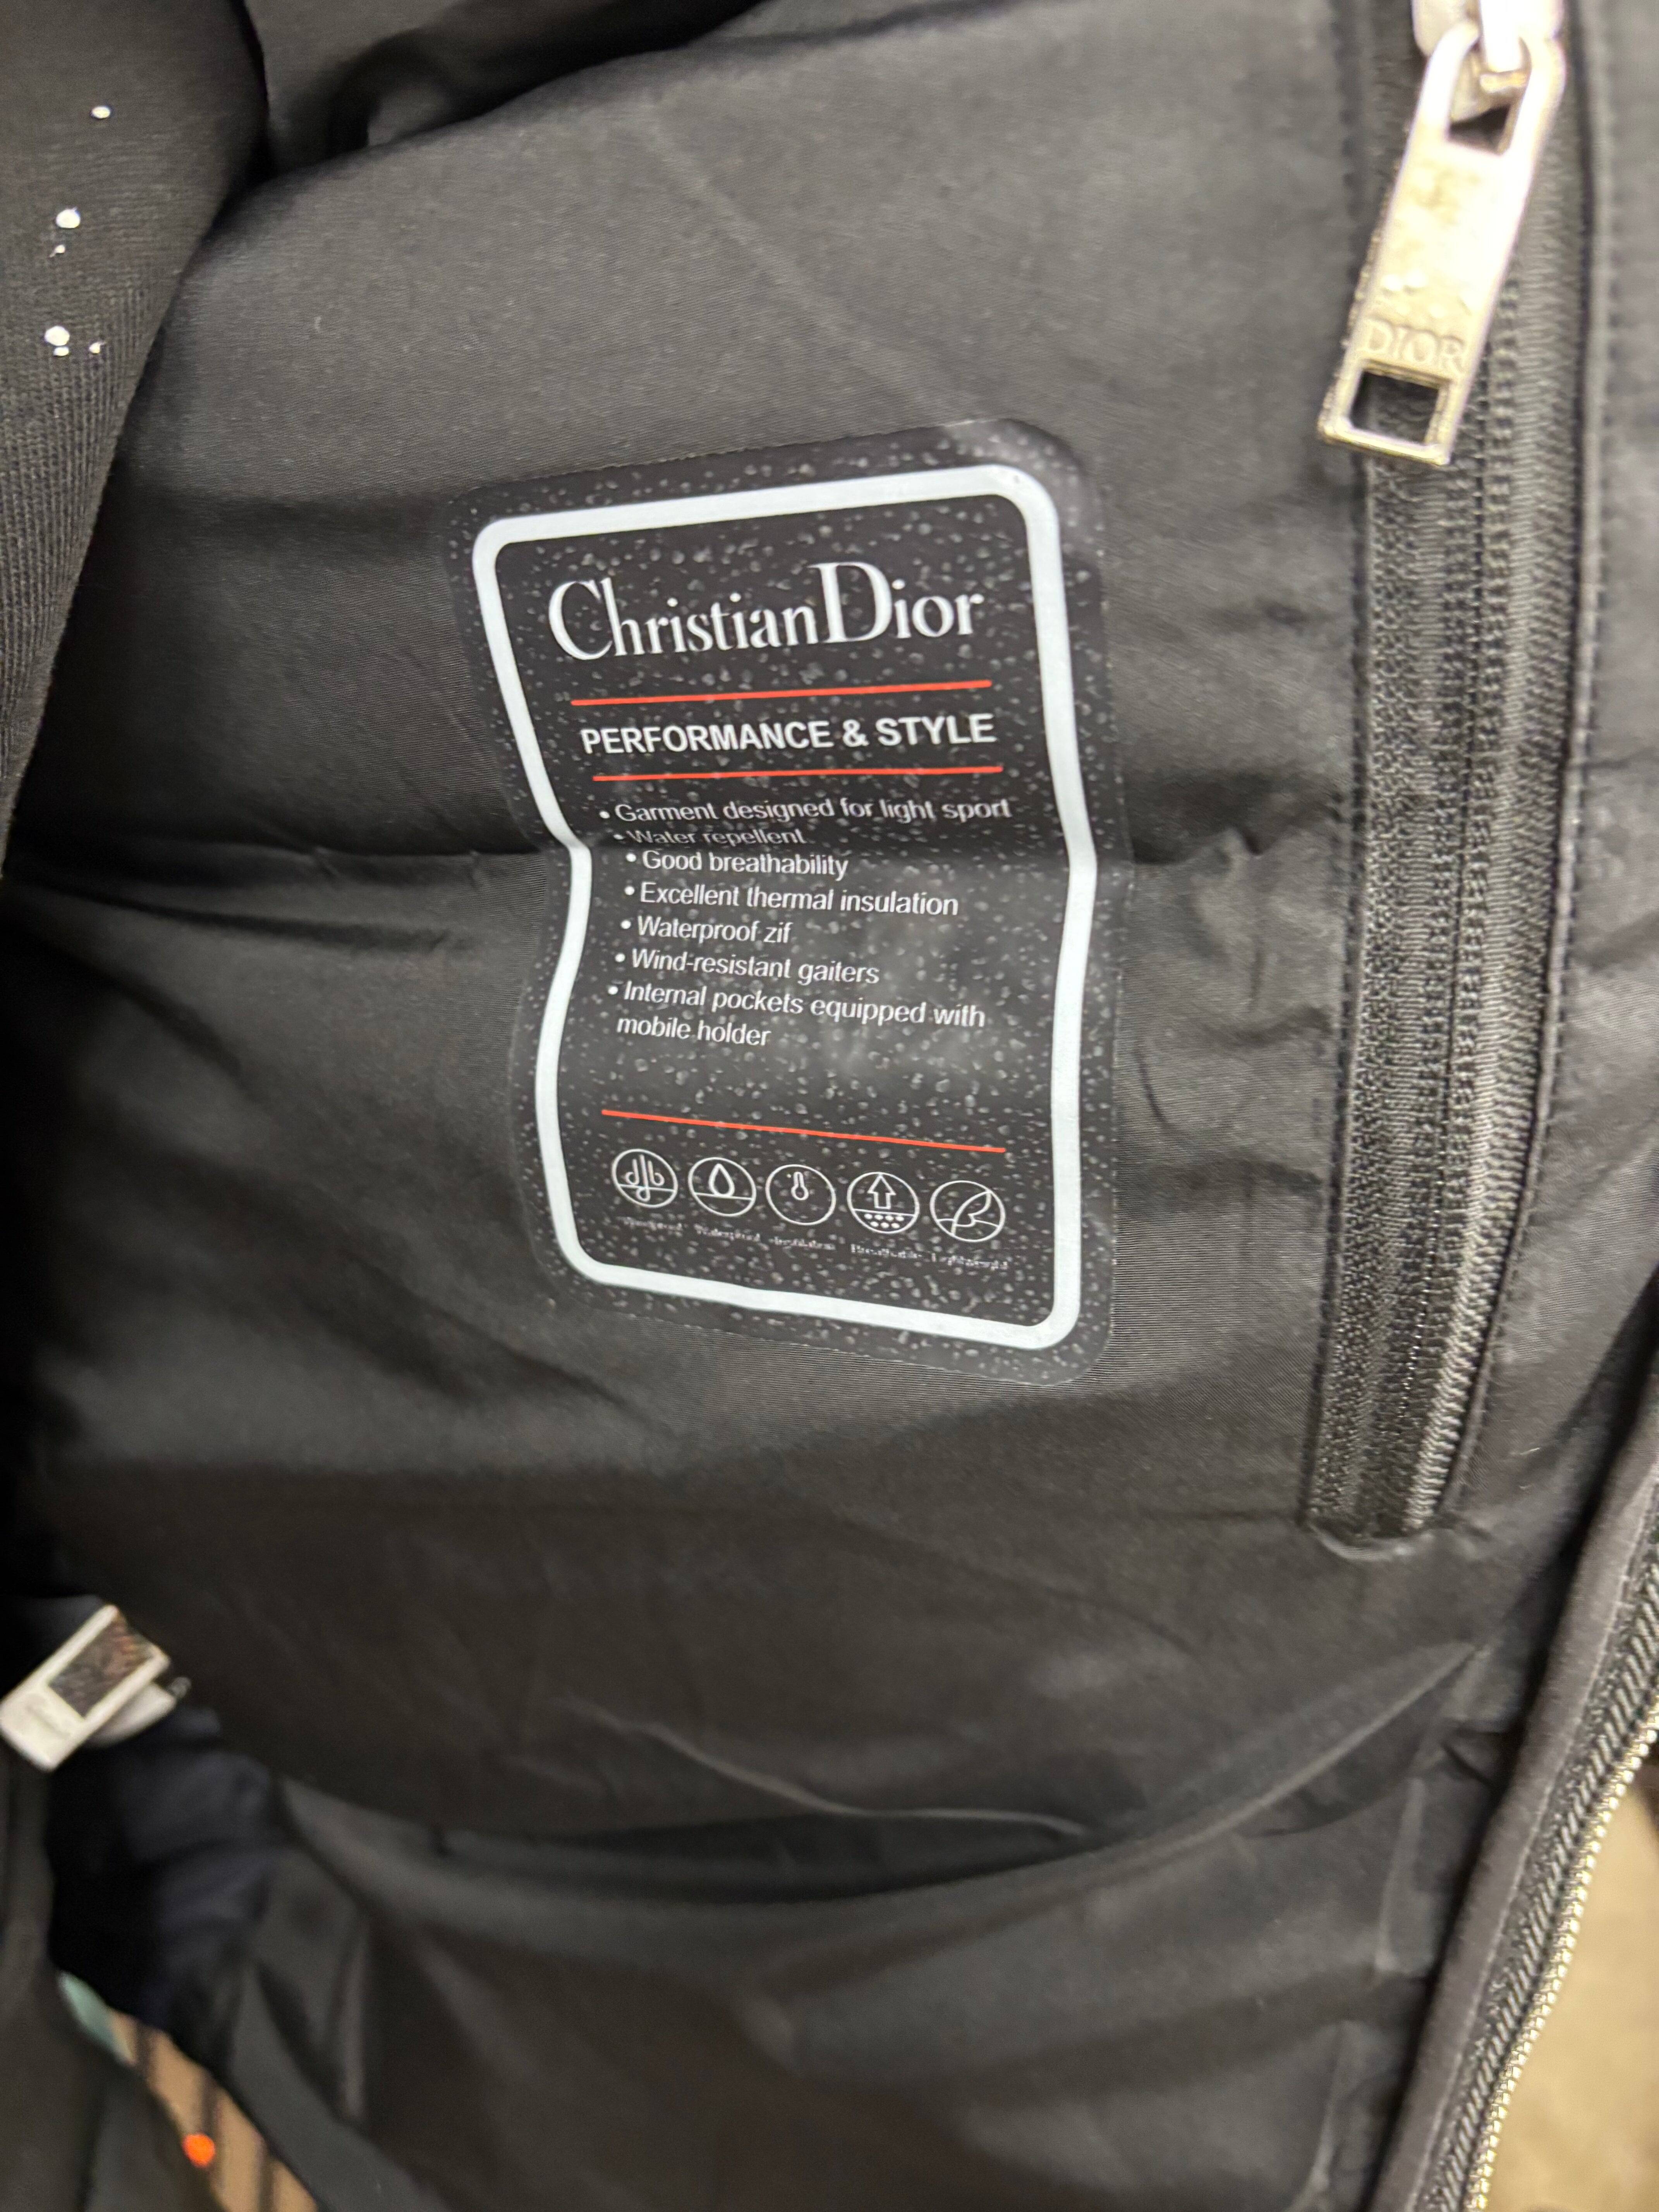 DIOR
ChristianDior
PERFORMANCE & STYLE
• Garment designed for light sport
• Water repellent
• Good breathability
• Excellent thermal insulation
• Waterproof zif
• Wind-resistant gaiters
• Internal pockets equipped with
mobile holder
Breathable